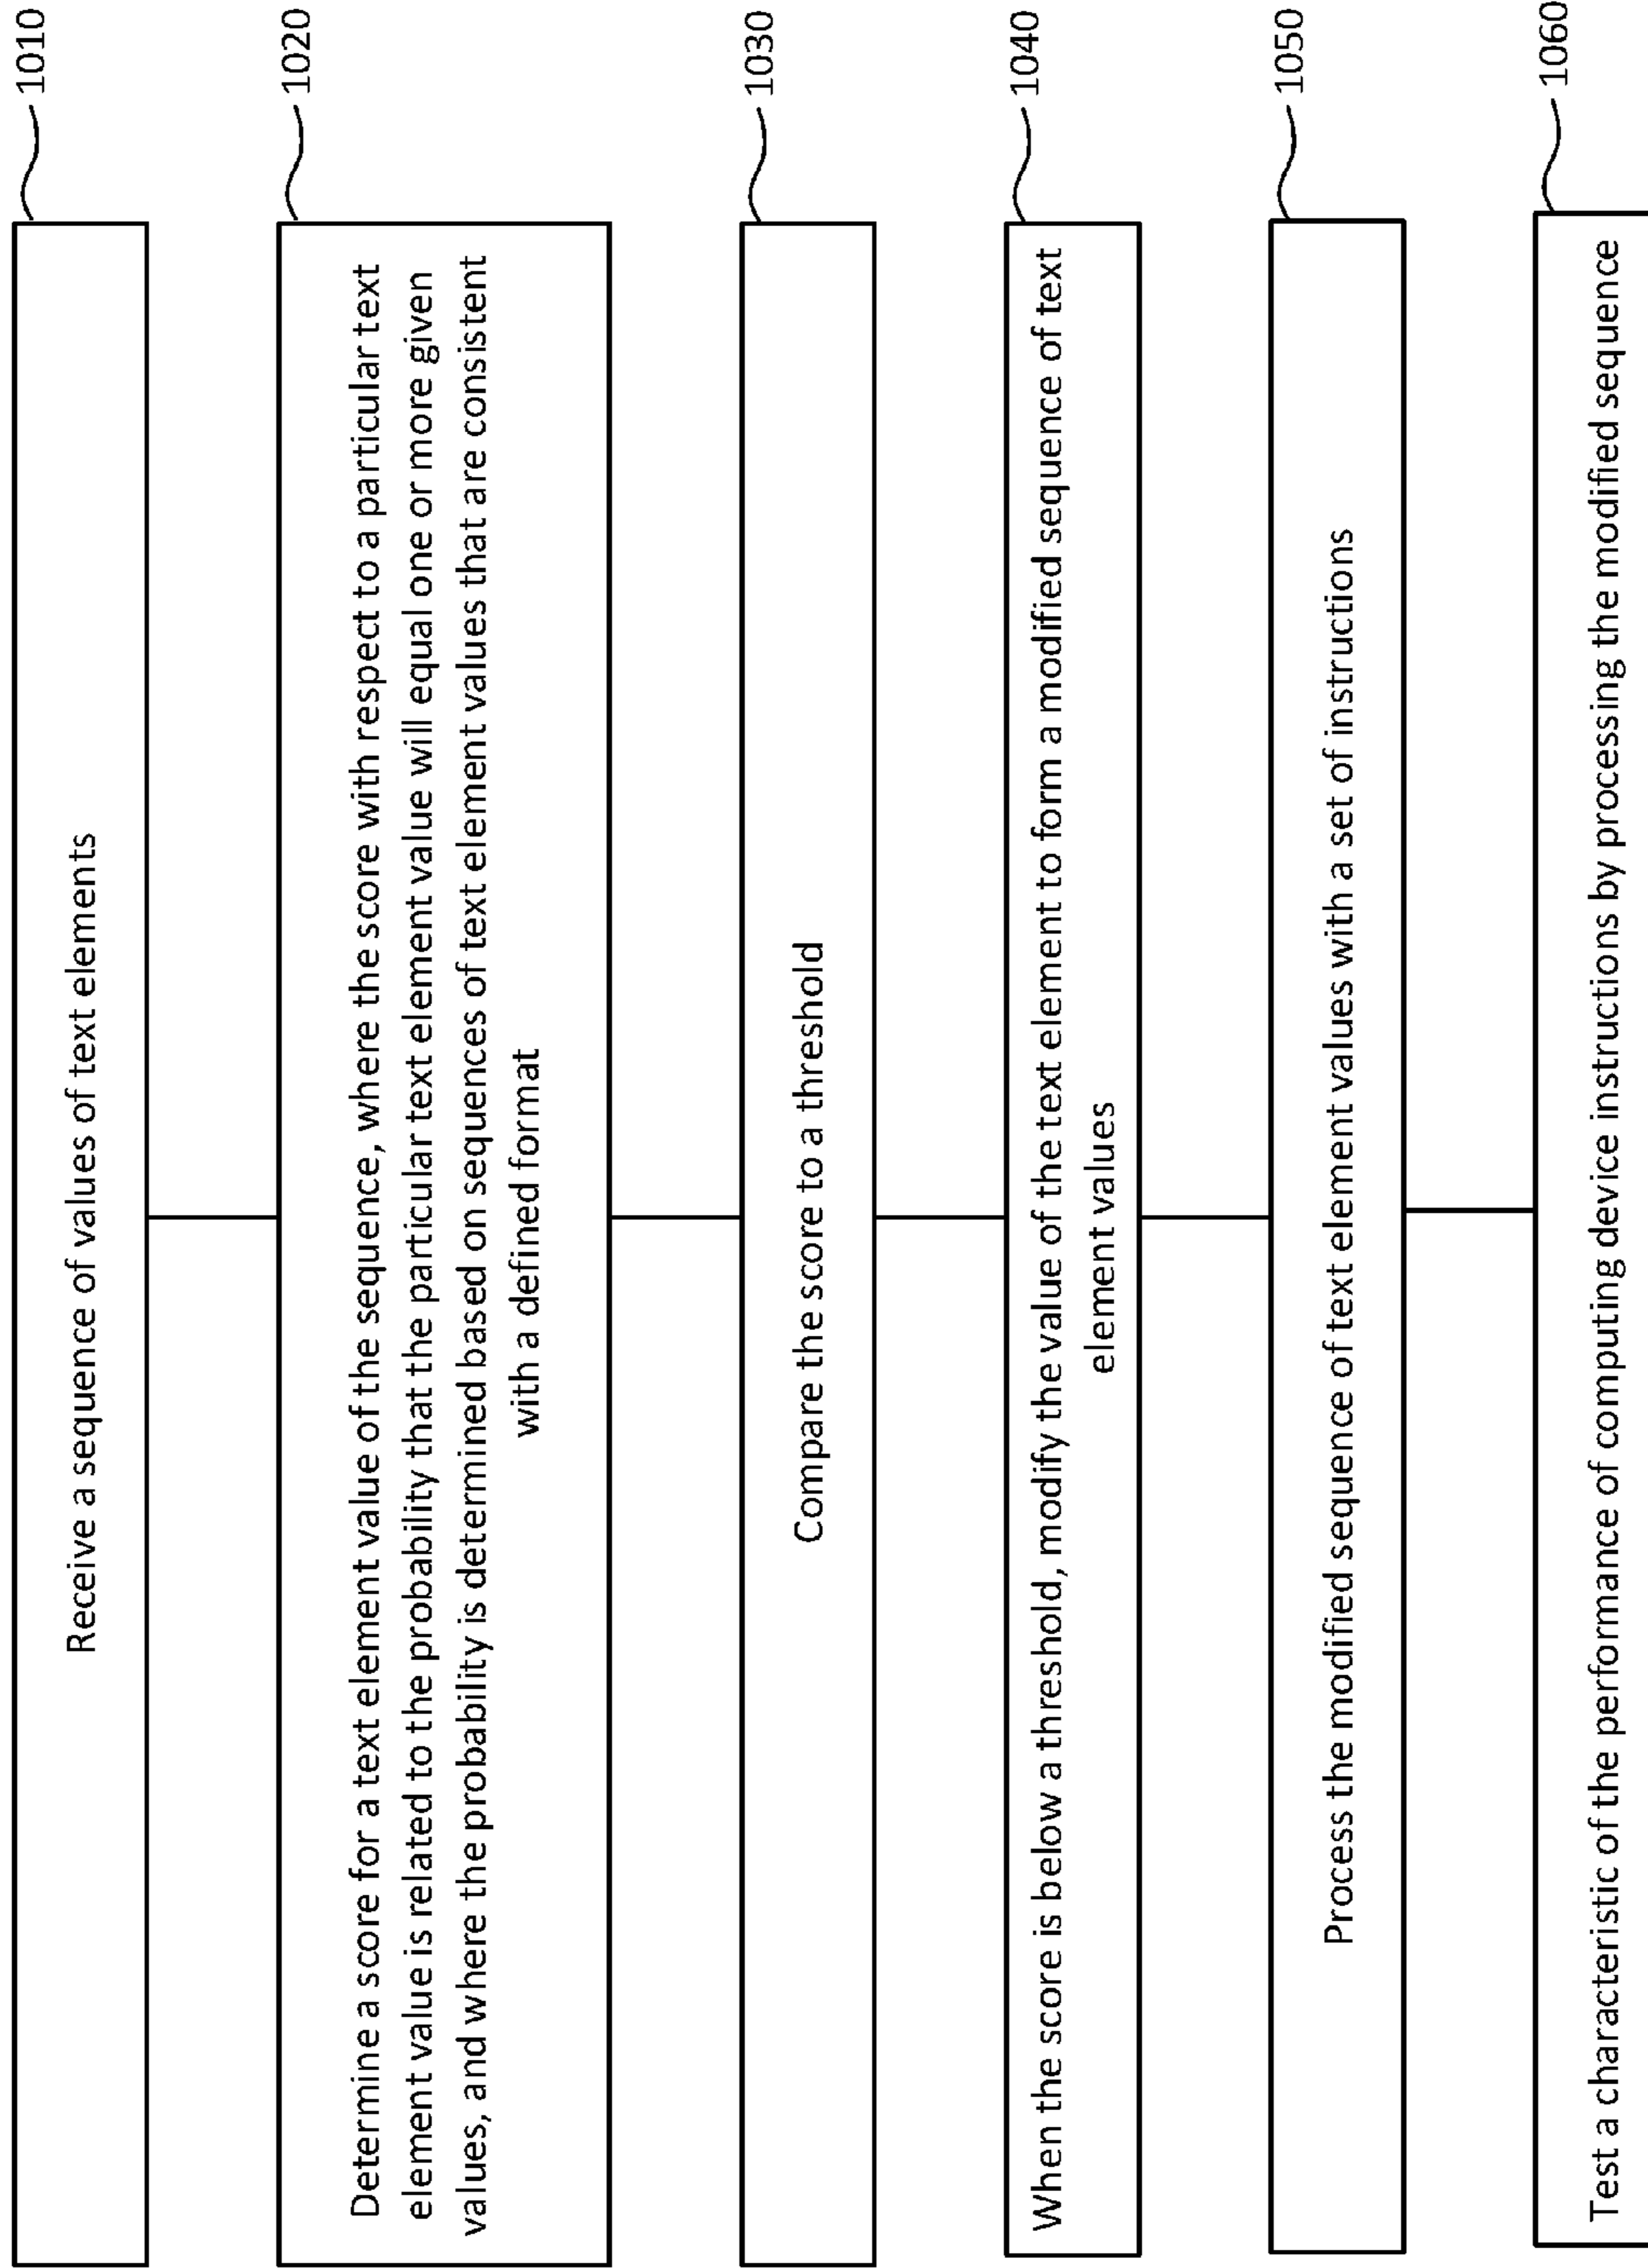 Receive a sequence of values of text elements
1010
Determine a score for a text element value of the sequence, where the score with respect to a particular text
element value is related to the probability that the particular text element value will equal one or more given
values, and where the probability is determined based on sequences of text element values that are consistent
with a defined format
1020
Compare the score to a threshold
1030
When the score is below a threshold, modify the value of the text element to form a modified sequence of text
element values
1040
Process the modified sequence of text element values with a set of instructions
1050
Test a characteristic of the performance of computing device instructions by processing the modified sequence
1060